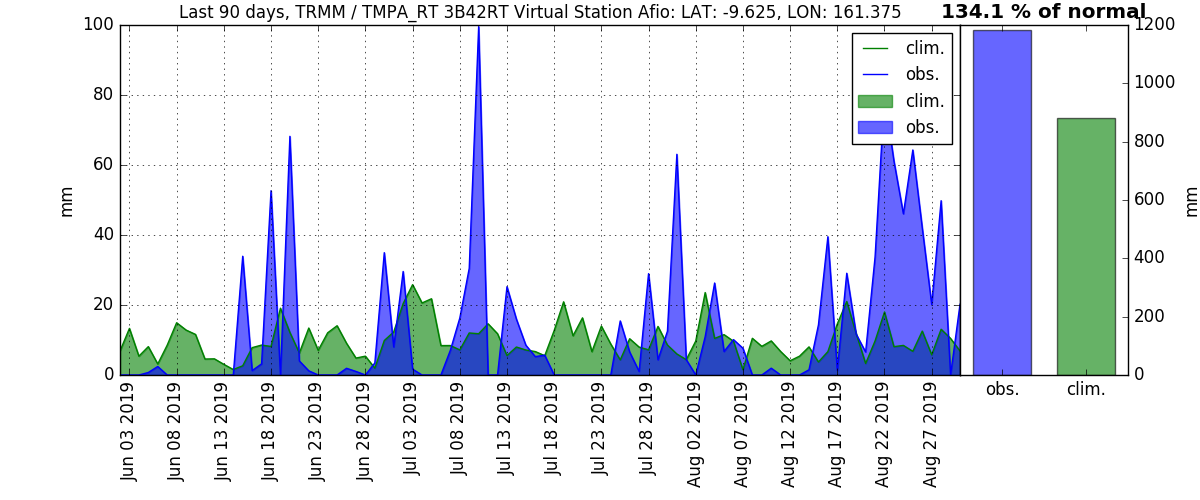 Last 90 days, TRMM / TMPA_RT 3B42RT Virtual Station Afio: LAT: -9.625, LON: 161.375
134.1 % of normal
100
80
60
40
20
0
mm
clim.
obs.
clim.
obs.
1200
1000
800
600
400
200
0
mm
Jun 03 2019
Jun 08 2019
Jun 13 2019
Jun 18 2019
Jun 23 2019
Jun 28 2019
Jul 03 2019
Jul 08 2019
Jul 13 2019
Jul 18 2019
Jul 23 2019
Jul 28 2019
Aug 02 2019
Aug 07 2019
Aug 12 2019
Aug 17 2019
Aug 22 2019
Aug 27 2019
obs.
clim.